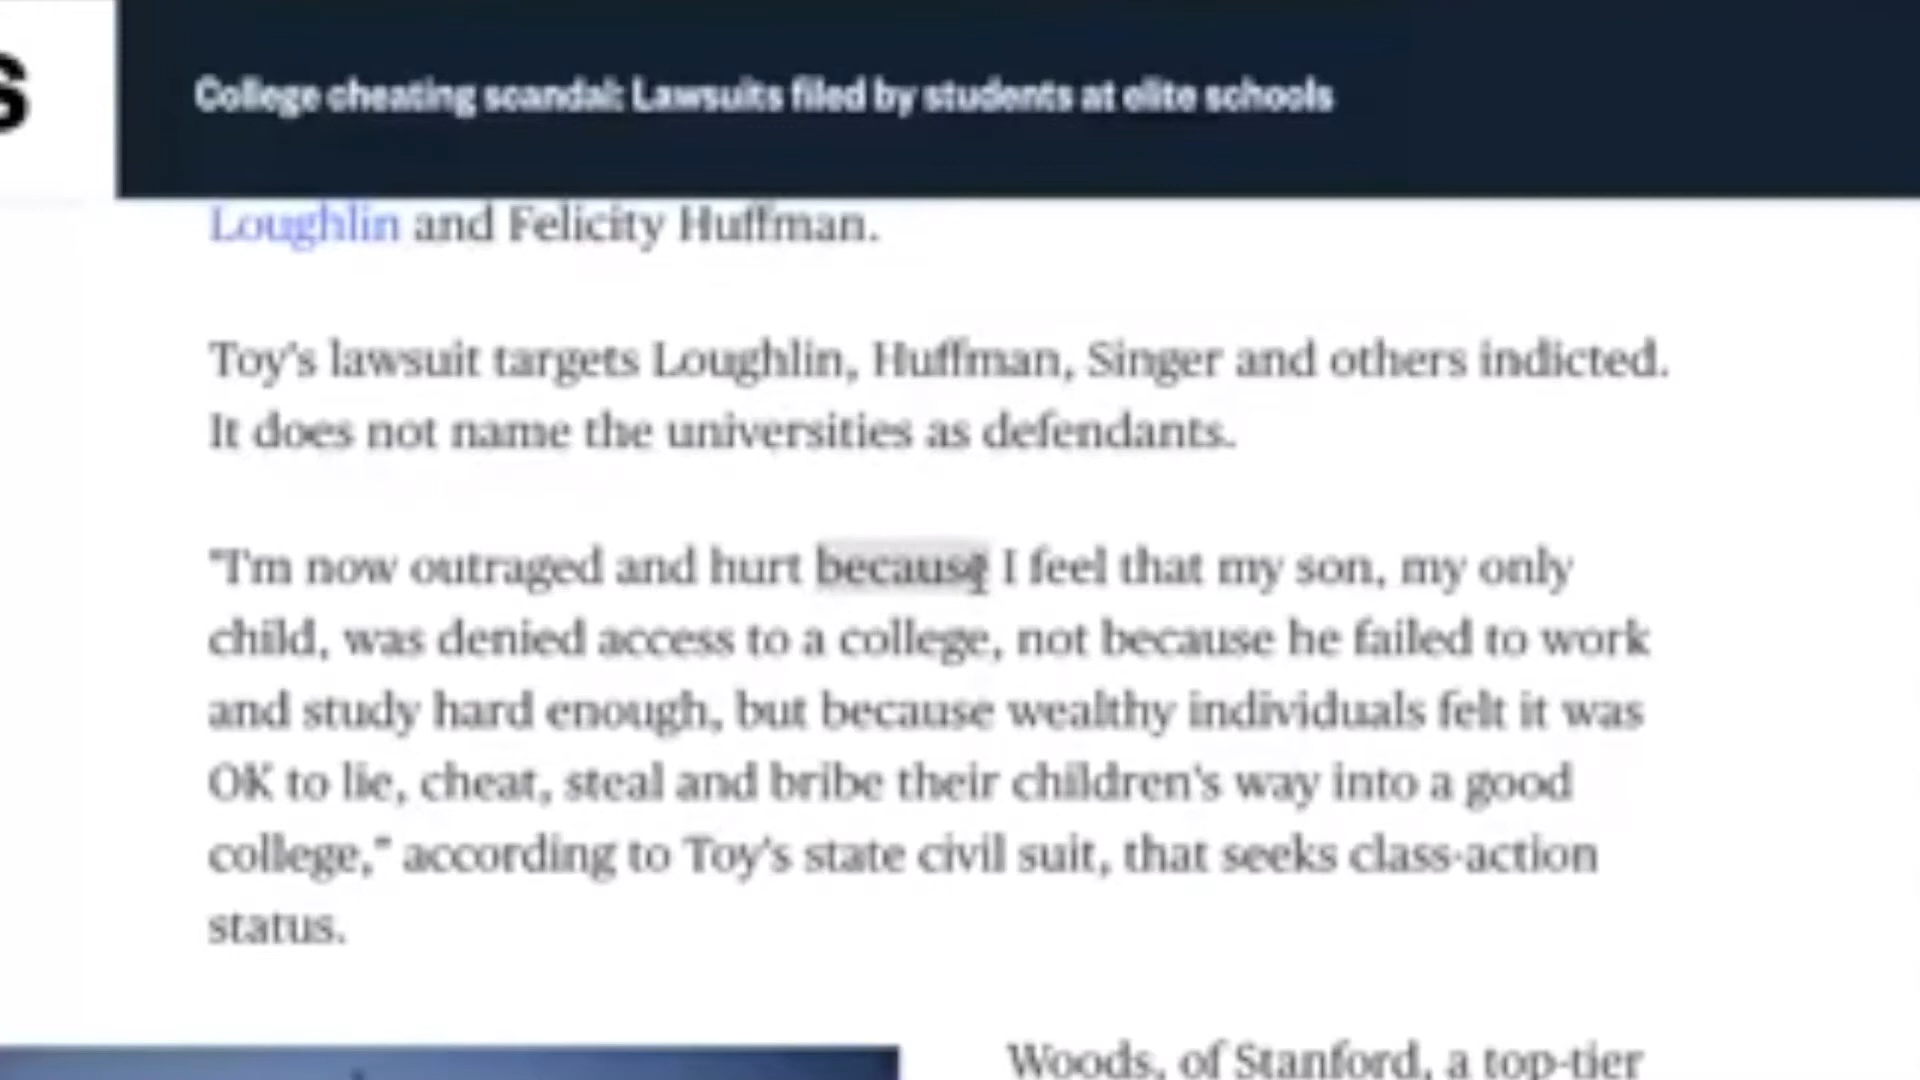 S
College cheating scandal: Lawsuits filed by students at elite schools
Loughlin and Felicity Huffman.
Toy's lawsuit targets Loughlin, Huffman, Singer and others indicted.
It does not name the universities as defendants.
"I'm now outraged and hurt because I feel that my son, my only
child, was denied access to a college, not because he failed to work
and study hard enough, but because wealthy individuals felt it was
OK to lie, cheat, steal and bribe their children's way into a good
college," according to Toy's state civil suit, that seeks class-action
status.
Woods, of Stanford, a top-tier